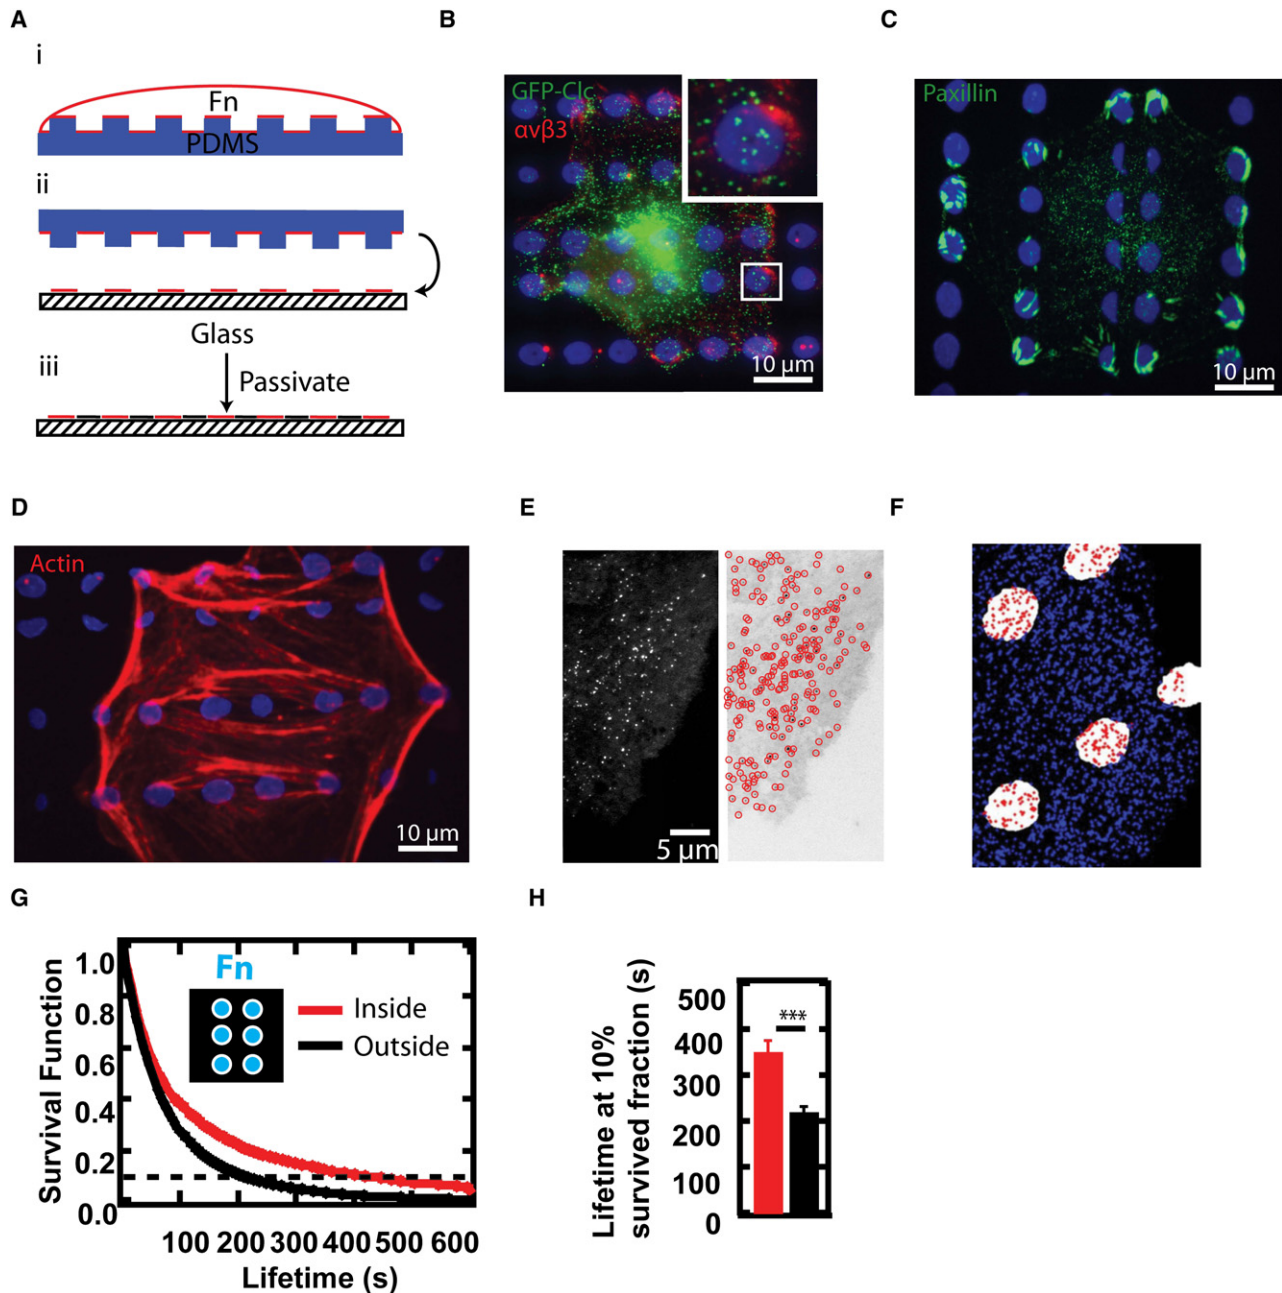 A
i
Fn
PDMS
ii
Glass
iii
Passivate
B
GFP-Clc
αvβ3
10 μm
C
Paxillin
10 μm
D
Actin
10 μm
E
5 μm
F
G
Survival Function
1.0
0.8
0.6
0.4
0.2
0.0
Fn
Inside
Outside
100 200 300 400 500 600
Lifetime (s)
H
Lifetime at 10%
survived fraction (s)
500
400
300
200
100
0
***